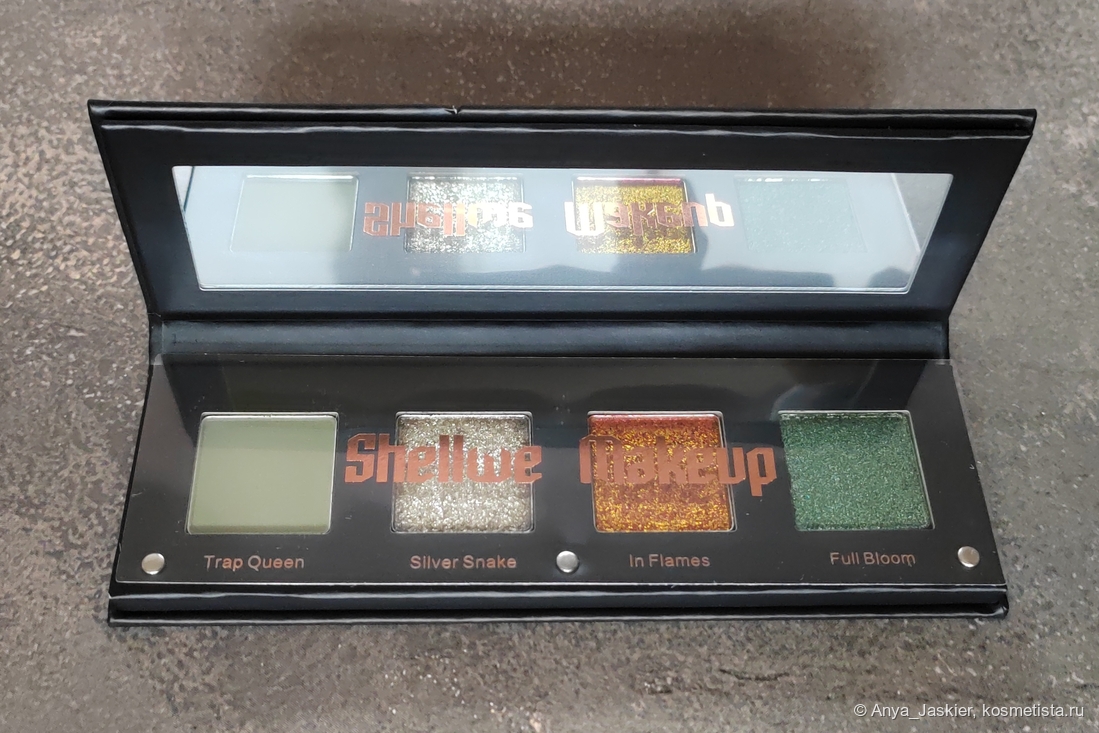 Shellwe Makeup
Trap Queen Silver Snake In Flames Full Bloom
© Anya_Jaskier, kosmetista.ru